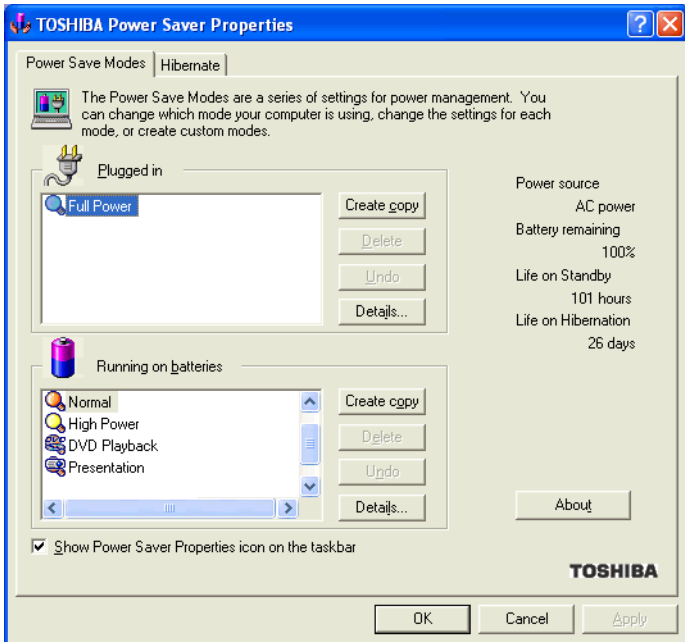 TOSHIBA Power Saver Properties
Power Save Modes
Hibernate
The Power Save Modes are a series of settings for power management. You
can change which mode your computer is using, change the settings for each
mode, or create custom modes.
Plugged in
Full Power
Create copy
Delete
Undo
Details...
Power source
AC power
Battery remaining
100%
Life on Standby
101 hours
Life on Hibernation
26 days
Running on batteries
Normal
High Power
DVD Playback
Presentation
Create copy
Delete
Undo
Details...
About
Show Power Saver Properties icon on the taskbar
TOSHIBA
OK
Cancel
Apply